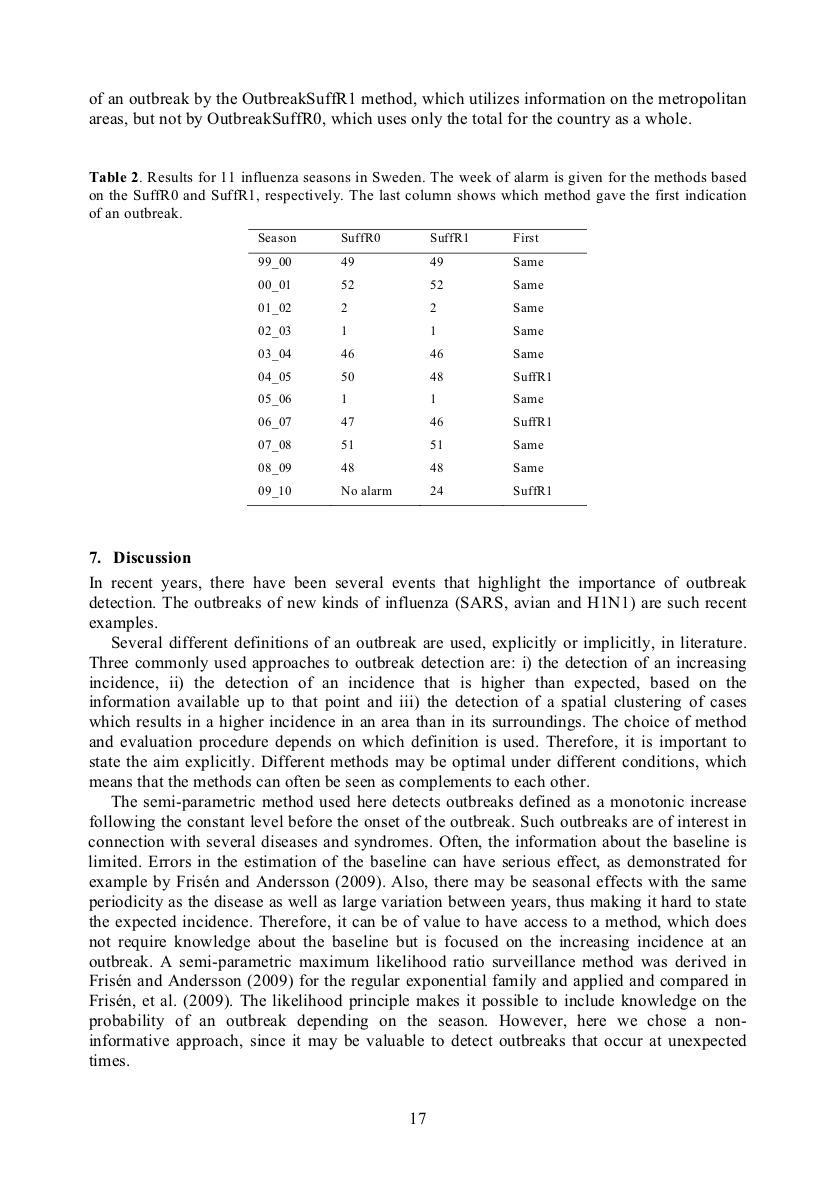 of an outbreak by the OutbreakSuffR1 method, which utilizes information on the metropolitan
areas, but not by OutbreakSuffR0, which uses only the total for the country as a whole.
Table 2. Results for 11 influenza seasons in Sweden. The week of alarm is given for the methods based
on the SuffR0 and SuffR1, respectively. The last column shows which method gave the first indication
of an outbreak.
Season SuffR0 SuffR1 First
99_00 49 49 Same
00_01 52 52 Same
01_02 2 2 Same
02_03 1 1 Same
03_04 46 46 Same
04_05 50 48 SuffR1
05_06 1 1 Same
06_07 47 46 SuffR1
07_08 51 51 Same
08_09 48 48 Same
09_10 No alarm 24 SuffR1
7. Discussion
In recent years, there have been several events that highlight the importance of outbreak
detection. The outbreaks of new kinds of influenza (SARS, avian and H1N1) are such recent
examples.
Several different definitions of an outbreak are used, explicitly or implicitly, in literature.
Three commonly used approaches to outbreak detection are: i) the detection of an increasing
incidence, ii) the detection of an incidence that is higher than expected, based on the
information available up to that point and iii) the detection of a spatial clustering of cases
which results in a higher incidence in an area than in its surroundings. The choice of method
and evaluation procedure depends on which definition is used. Therefore, it is important to
state the aim explicitly. Different methods may be optimal under different conditions, which
means that the methods can often be seen as complements to each other.
The semi-parametric method used here detects outbreaks defined as a monotonic increase
following the constant level before the onset of the outbreak. Such outbreaks are of interest in
connection with several diseases and syndromes. Often, the information about the baseline is
limited. Errors in the estimation of the baseline can have serious effect, as demonstrated for
example by Frisén and Andersson (2009). Also, there may be seasonal effects with the same
periodicity as the disease as well as large variation between years, thus making it hard to state
the expected incidence. Therefore, it can be of value to have access to a method, which does
not require knowledge about the baseline but is focused on the increasing incidence at an
outbreak. A semi-parametric maximum likelihood ratio surveillance method was derived in
Frisén and Andersson (2009) for the regular exponential family and applied and compared in
Frisén, et al. (2009). The likelihood principle makes it possible to include knowledge on the
probability of an outbreak depending on the season. However, here we chose a non-
informative approach, since it may be valuable to detect outbreaks that occur at unexpected
times.
17